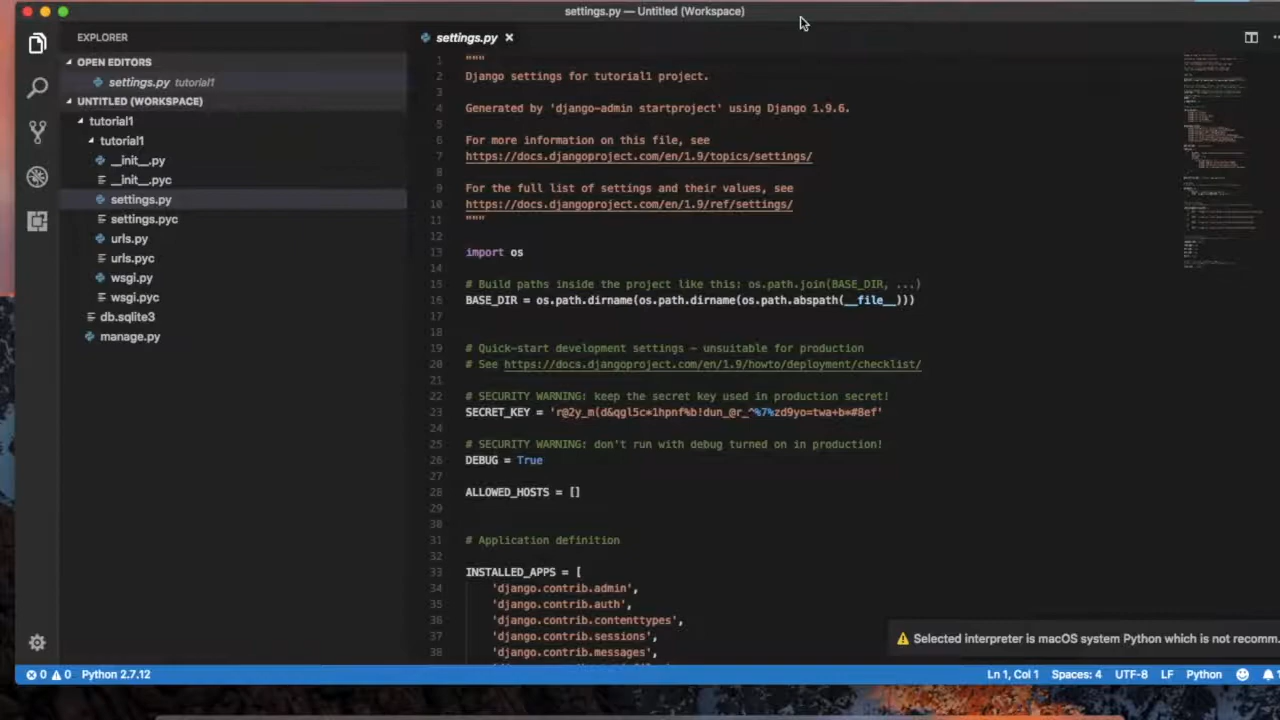 settings.py — Untitled (Workspace)
EXPLORER
OPEN EDITORS
settings.py tutorial1
UNTITLED (WORKSPACE)
tutorial1
tutorial1
__init__.py
__init__.pyc
settings.py
settings.pyc
urls.py
urls.pyc
wsgi.py
wsgi.pyc
db.sqlite3
manage.py
settings.py ×
1 """
2 Django settings for tutorial1 project.
3
4 Generated by 'django-admin startproject' using Django 1.9.6.
5
6 For more information on this file, see
7 https://docs.djangoproject.com/en/1.9/topics/settings/
8
9 For the full list of settings and their values, see
10 https://docs.djangoproject.com/en/1.9/ref/settings/
11 """
12
13 import os
14
15 # Build paths inside the project like this: os.path.join(BASE_DIR, ...)
16 BASE_DIR = os.path.dirname(os.path.dirname(os.path.abspath(__file__)))
17
18
19 # Quick-start development settings - unsuitable for production
20 # See https://docs.djangoproject.com/en/1.9/howto/deployment/checklist/
21
22 # SECURITY WARNING: keep the secret key used in production secret!
23 SECRET_KEY = 'r@2y_m(d&qgl5c*1hpnf%b!dun_@r_^%7%zd9yo=twa+b*#8ef'
24
25 # SECURITY WARNING: don't run with debug turned on in production!
26 DEBUG = True
27
28 ALLOWED_HOSTS = []
29
30
31 # Application definition
32
33 INSTALLED_APPS = [
34 'django.contrib.admin',
35 'django.contrib.auth',
36 'django.contrib.contenttypes',
37 'django.contrib.sessions',
38 'django.contrib.messages',
Selected interpreter is macOS system Python which is not recomm.
0 0 Python 2.7.12
Ln 1, Col 1 Spaces: 4 UTF-8 LF Python 1